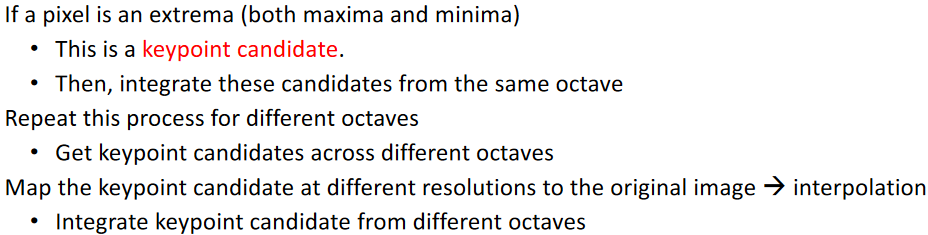 If a pixel is an extrema (both maxima and minima)
• This is a keypoint candidate.
• Then, integrate these candidates from the same octave
Repeat this process for different octaves
• Get keypoint candidates across different octaves
Map the keypoint candidate at different resolutions to the original image → interpolation
• Integrate keypoint candidate from different octaves